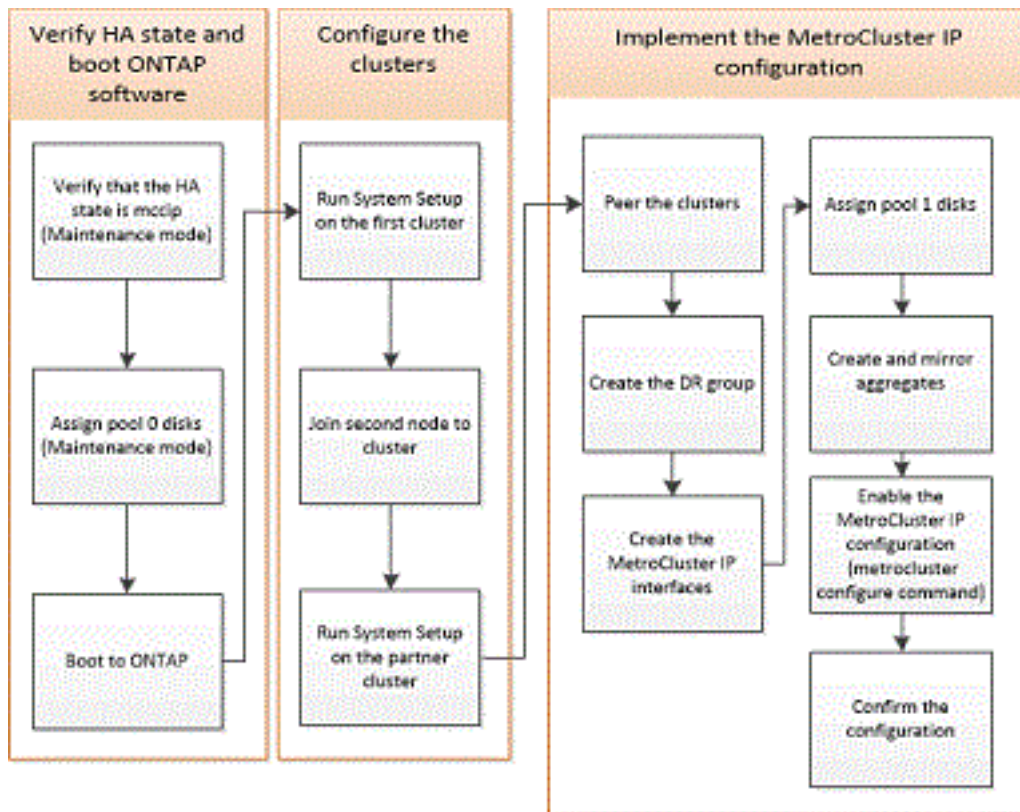 Verify HA state and
boot ONTAP
software
Verify that the HA
state is mccip
(Maintenance mode)
Assign pool 0 disks
(Maintenance mode)
Boot to ONTAP
Configure the
clusters
Run System Setup
on the first cluster
Join second node to
cluster
Run System Setup
on the partner
cluster
Implement the MetroCluster IP
configuration
Peer the clusters
Create the DR group
Create the
MetroCluster IP
interfaces
Assign pool 1 disks
Create and mirror
aggregates
Enable the
MetroCluster IP
configuration
(metrocluster
configure command)
Confirm the
configuration